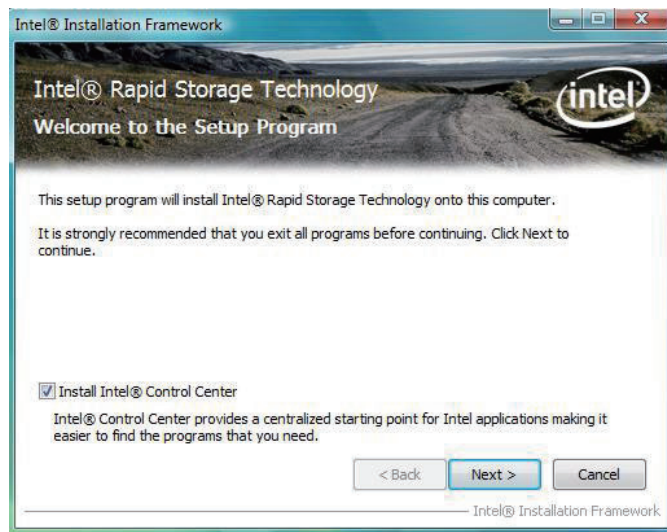 Intel® Installation Framework
Intel® Rapid Storage Technology
intel
Welcome to the Setup Program
This setup program will install Intel® Rapid Storage Technology onto this computer.
It is strongly recommended that you exit all programs before continuing. Click Next to
continue.
Install Intel® Control Center
Intel® Control Center provides a centralized starting point for Intel applications making it
easier to find the programs that you need.
< Back Next > Cancel
Intel® Installation Framework